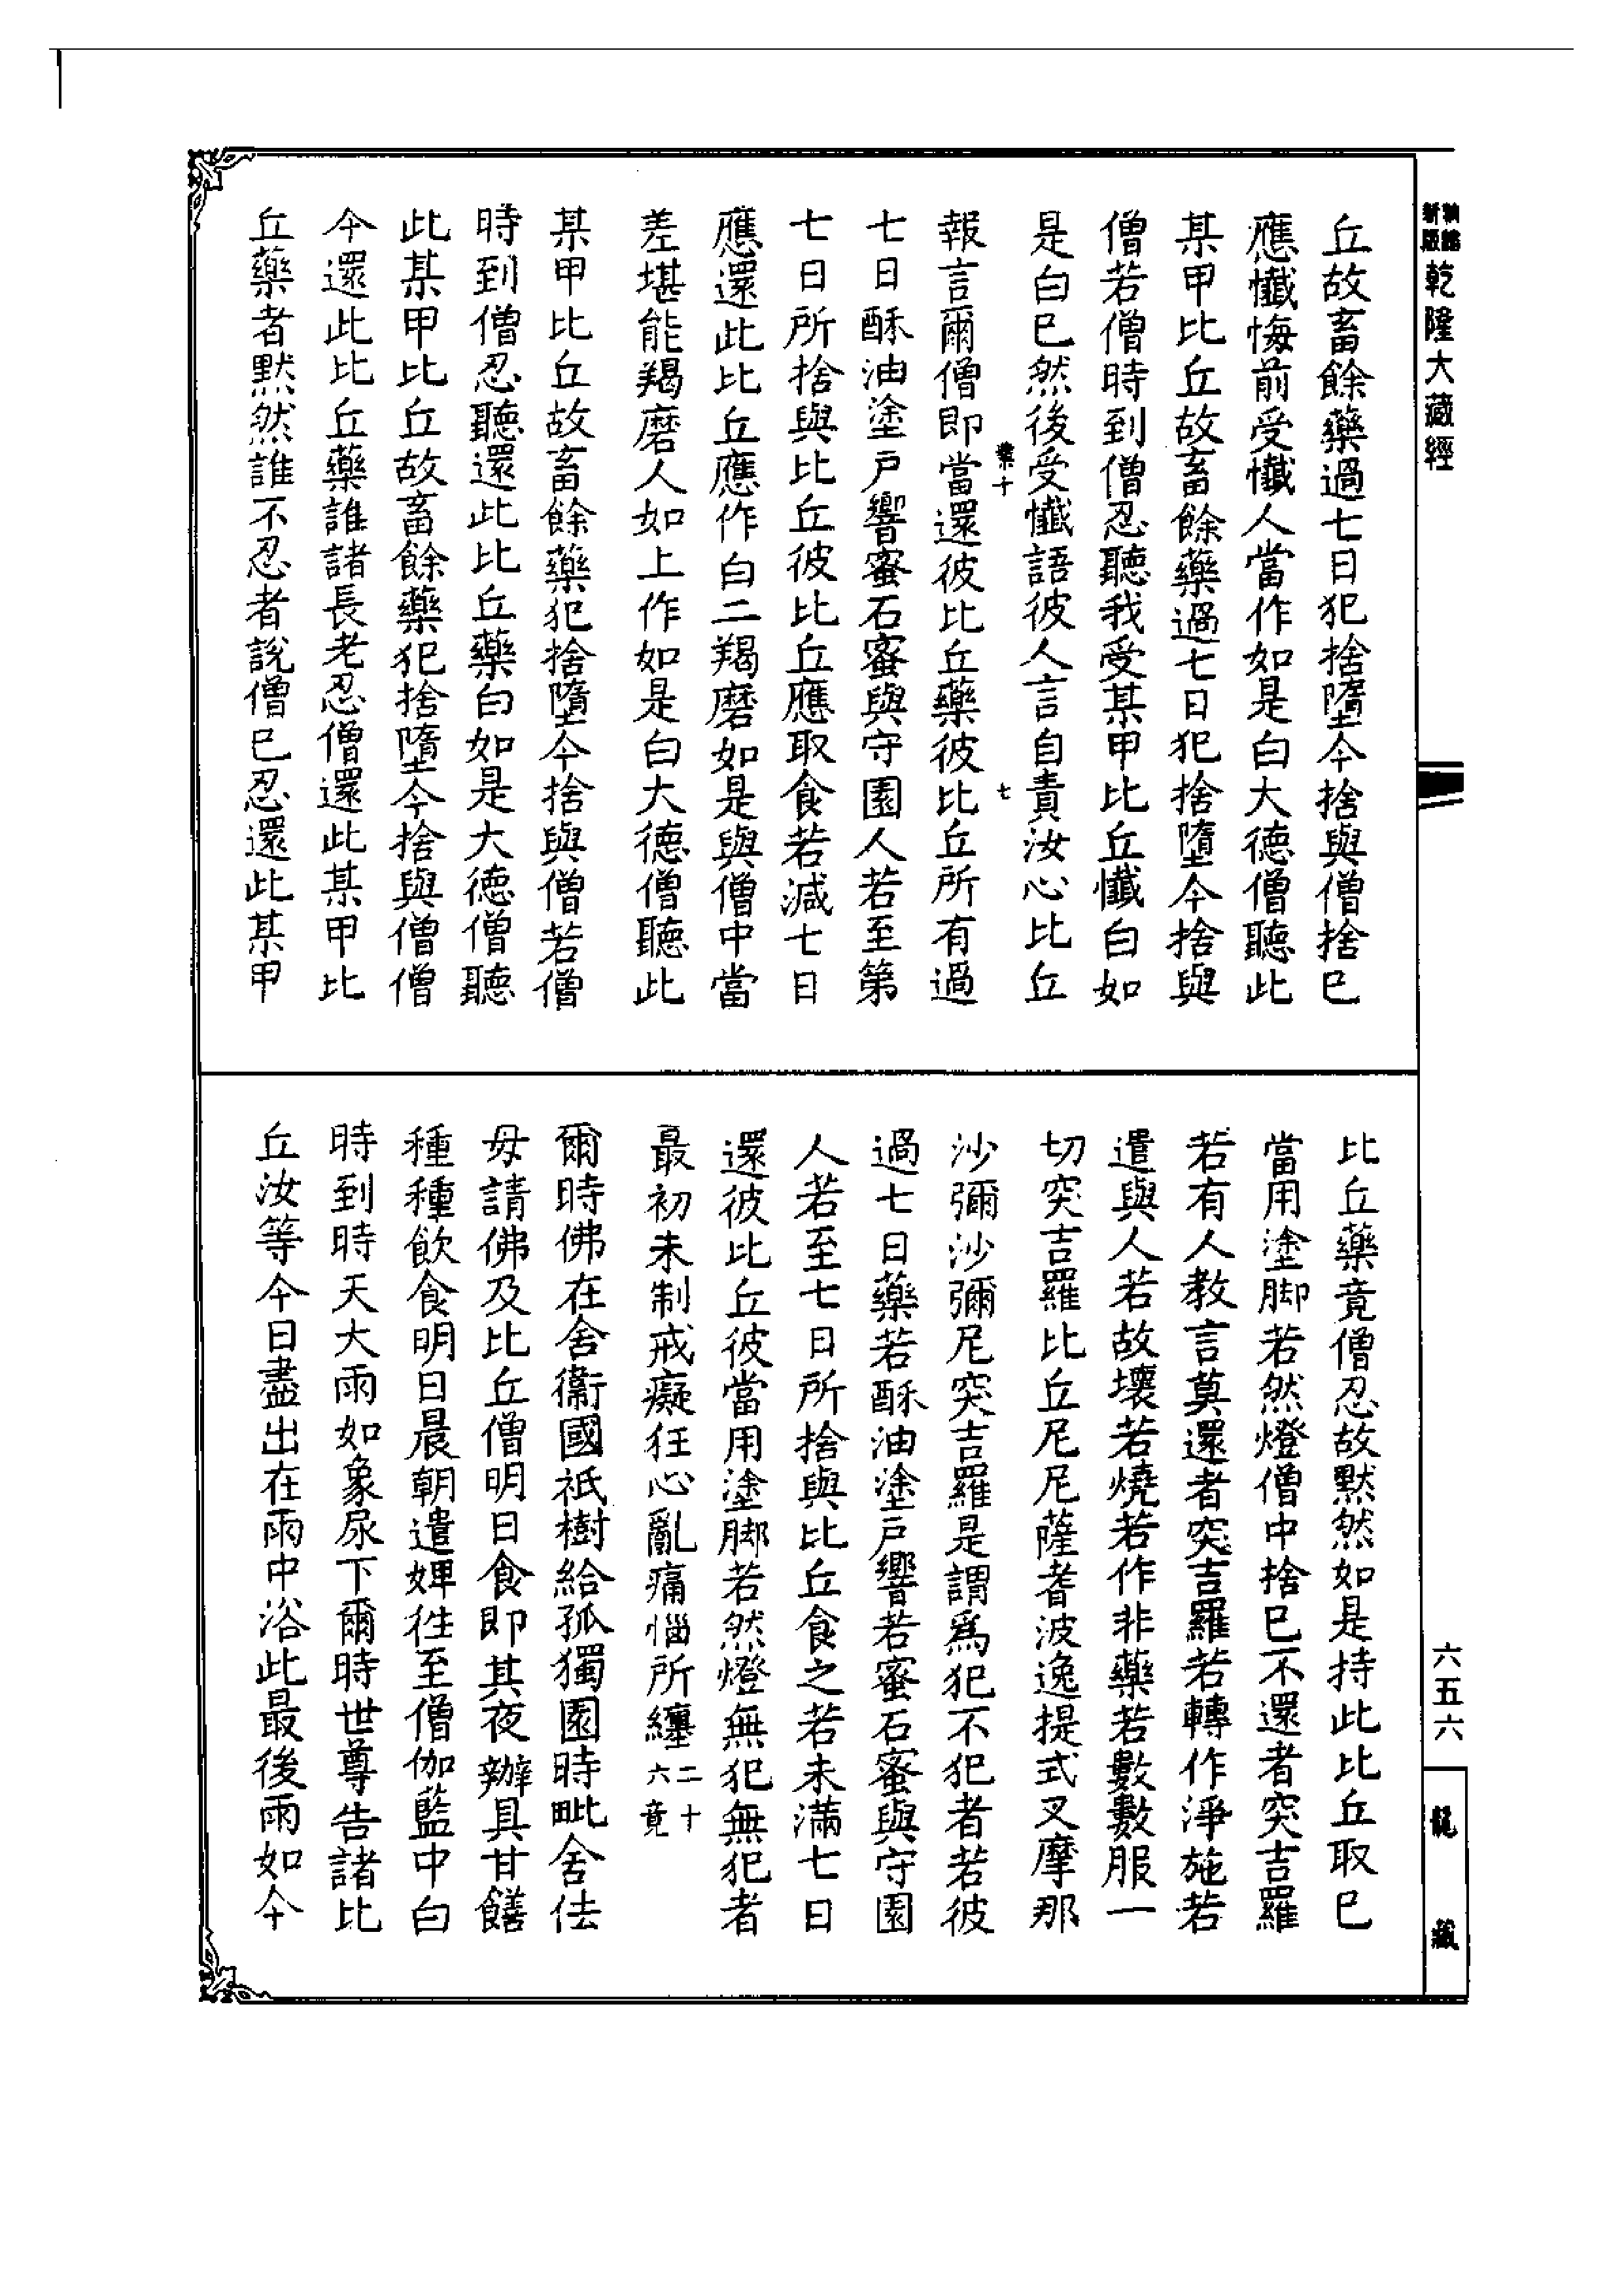 新版乾隆大藏經
丘故畜餘藥過七日犯捨墮今捨與僧捨已
應懺悔前受懺人當作如是白大德僧聽此
某甲比丘故畜餘藥過七日犯捨墮今捨與
僧若僧時到僧忍聽我受某甲比丘懺白如
是白已然後受懺語彼人言自責汝心比丘
業十
七
報言爾僧即當還彼比丘藥彼比丘所有過
七日酥油塗戶響蜜石蜜與守園人若至第
七日所捨與比丘彼比丘應取食若減七日
應還此比丘應作白二羯磨如是與僧中當
差堪能羯磨人如上作如是白大德僧聽此
某甲比丘故畜餘藥犯捨墮今捨與僧若僧
時到僧忍聽還此比丘藥白如是大德僧聽
此某甲比丘故畜餘藥犯捨墮今捨與僧僧
今還此比丘藥誰諸長老忍僧還此某甲比
丘藥者默然誰不忍者說僧已忍還此某甲
比丘藥竟僧忍故默然如是持此比丘取已
當用塗脚若然燈僧中捨已不還者突吉羅
若有人教言莫還者突吉羅若轉作淨施若
遣與人若故壞若燒若作非藥若數數服一
切突吉羅比丘尼尼薩耆波逸提式叉摩那
沙彌沙彌尼突吉羅是謂為犯不犯者若彼
過七日藥若酥油塗戶響若蜜石蜜與守園
人若至七日所捨與比丘食之若未滿七日
還彼比丘彼當用塗脚若然燈無犯無犯者
最初未制戒癡狂心亂痛惱所纏二十六竟
爾時佛在舍衞國祇樹給孤獨園時毗舍佉
母請佛及比丘僧明日食即其夜辦具甘饍
種種飲食明日晨朝遣婢往至僧伽藍中白
時到時天大雨如象尿下爾時世尊告諸比
丘汝等今日盡出在雨中浴此最後雨如今
六五六